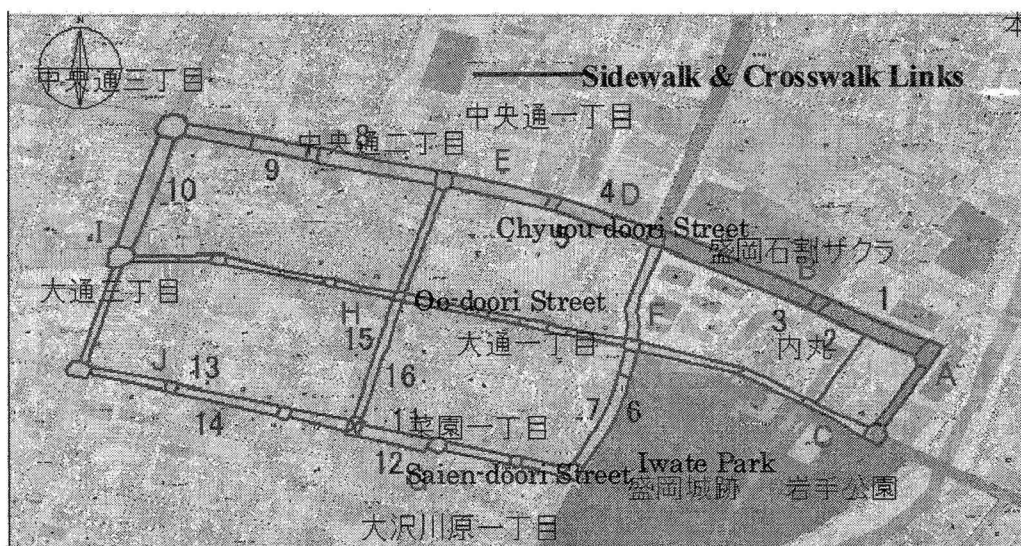 N
本
中央通三丁目
Sidewalk & Crosswalk Links
中央通一丁目
中央通二丁目
8
9
E
10
4
D
Chyuou-doori Street
5
盛岡石割ザクラ
B
1
I
大通三丁目
Oo-doori Street
H
F
3
2
内丸
大通一丁目
15
A
J
13
16
14
11
菜園一丁目
7
6
C
12
Saien-doori Street
G
Iwate Park
盛岡城跡 岩手公園
大沢川原一丁目